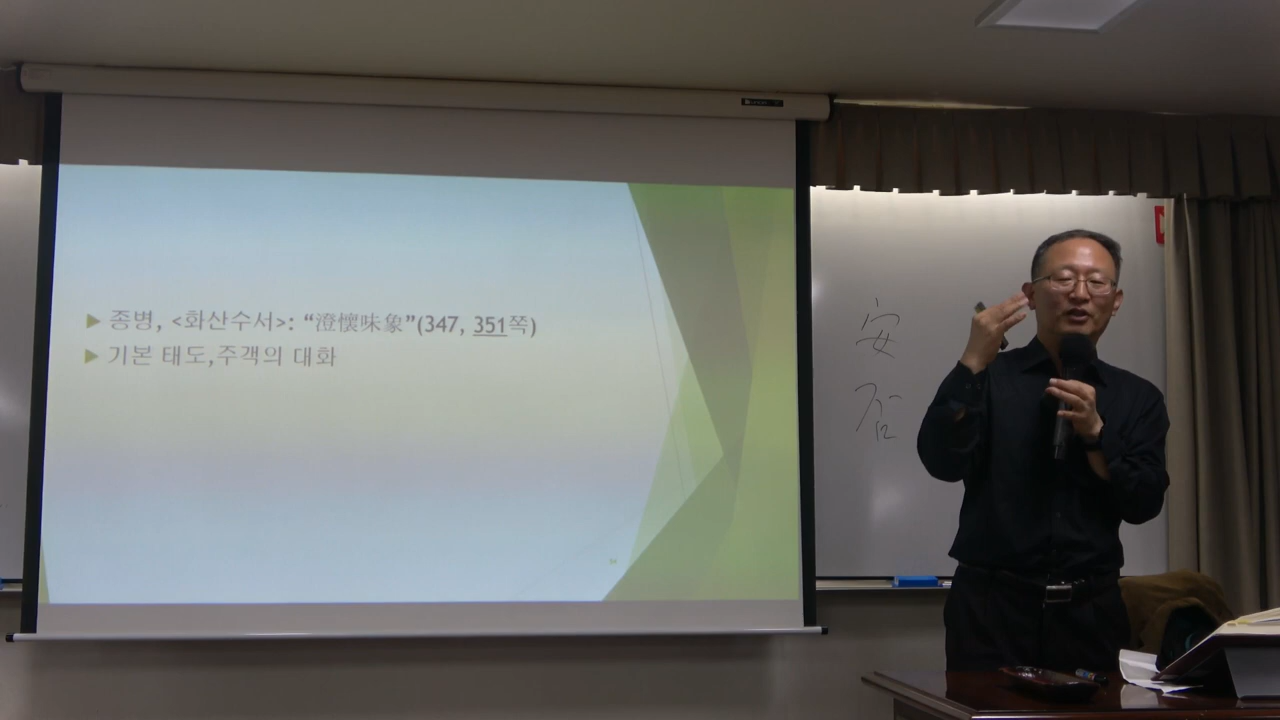 종병, <화산수서>: “澄懷味象”(347, 351쪽)
기본 태도,주객의 대화
安